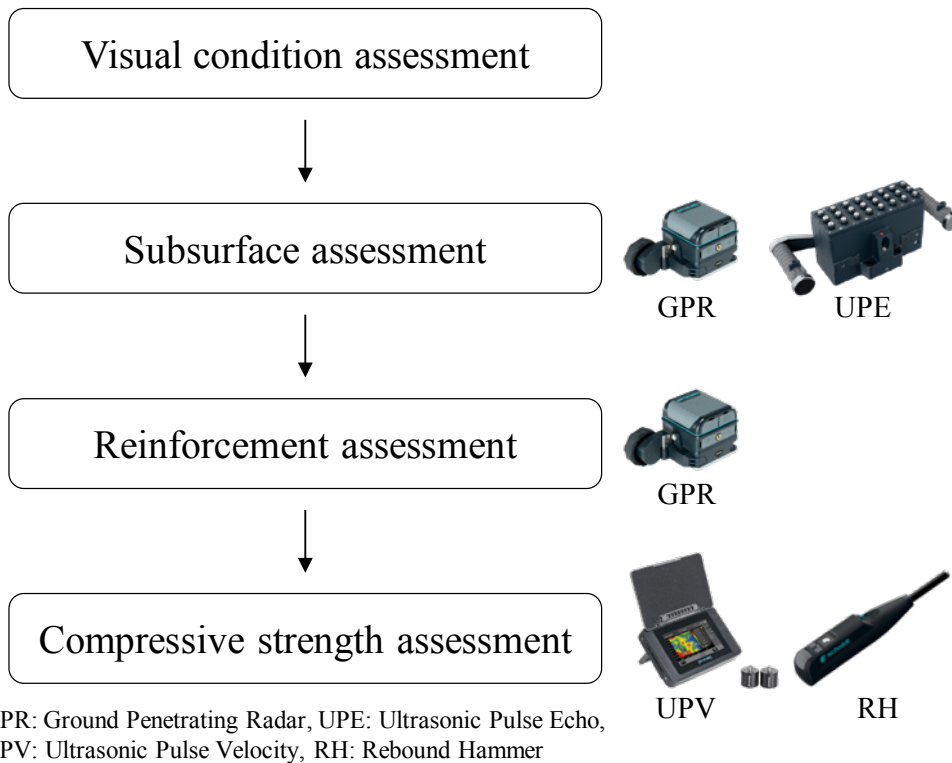 Visual condition assessment
Subsurface assessment
GPR
UPE
Reinforcement assessment
GPR
Compressive strength assessment
UPV
RH
PR: Ground Penetrating Radar, UPE: Ultrasonic Pulse Echo,
PV: Ultrasonic Pulse Velocity, RH: Rebound Hammer